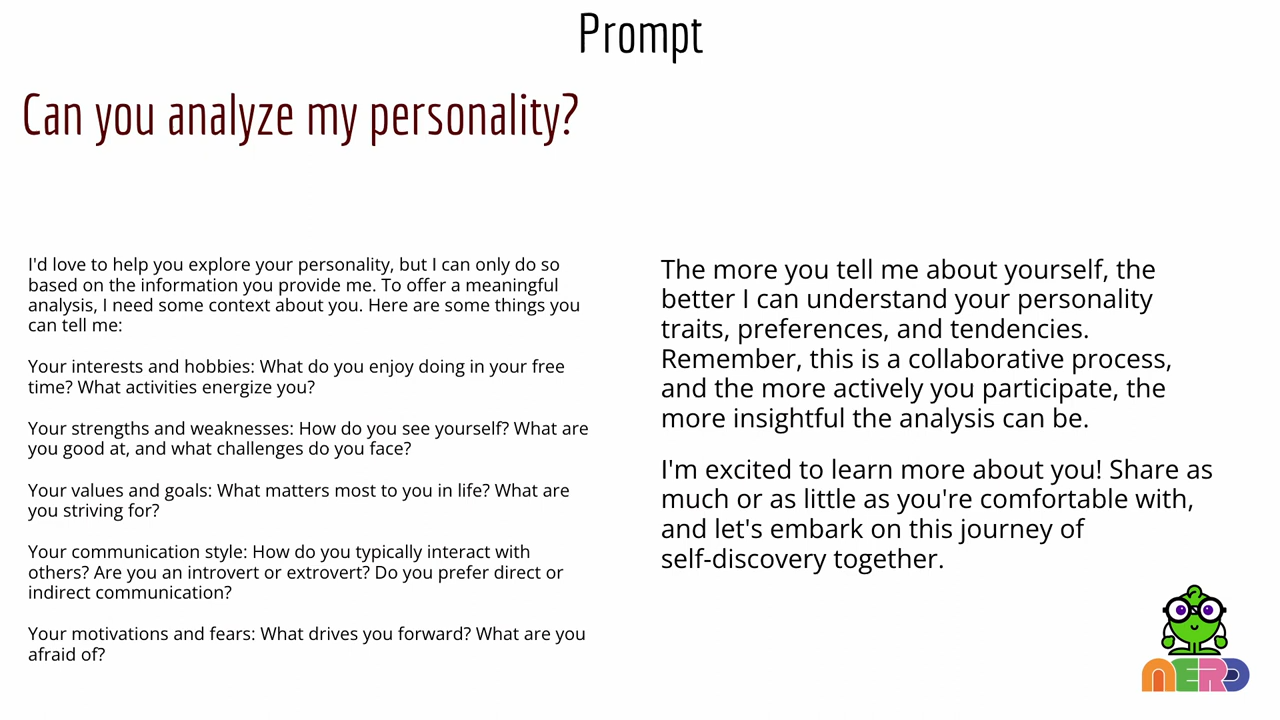 Prompt
Can you analyze my personality?
I'd love to help you explore your personality, but I can only do so
based on the information you provide me. To offer a meaningful
analysis, I need some context about you. Here are some things you
can tell me:
Your interests and hobbies: What do you enjoy doing in your free
time? What activities energize you?
Your strengths and weaknesses: How do you see yourself? What are
you good at, and what challenges do you face?
Your values and goals: What matters most to you in life? What are
you striving for?
Your communication style: How do you typically interact with
others? Are you an introvert or extrovert? Do you prefer direct or
indirect communication?
Your motivations and fears: What drives you forward? What are you
afraid of?
The more you tell me about yourself, the
better I can understand your personality
traits, preferences, and tendencies.
Remember, this is a collaborative process,
and the more actively you participate, the
more insightful the analysis can be.
I'm excited to learn more about you! Share as
much or as little as you're comfortable with,
and let's embark on this journey of
self-discovery together.
NERD